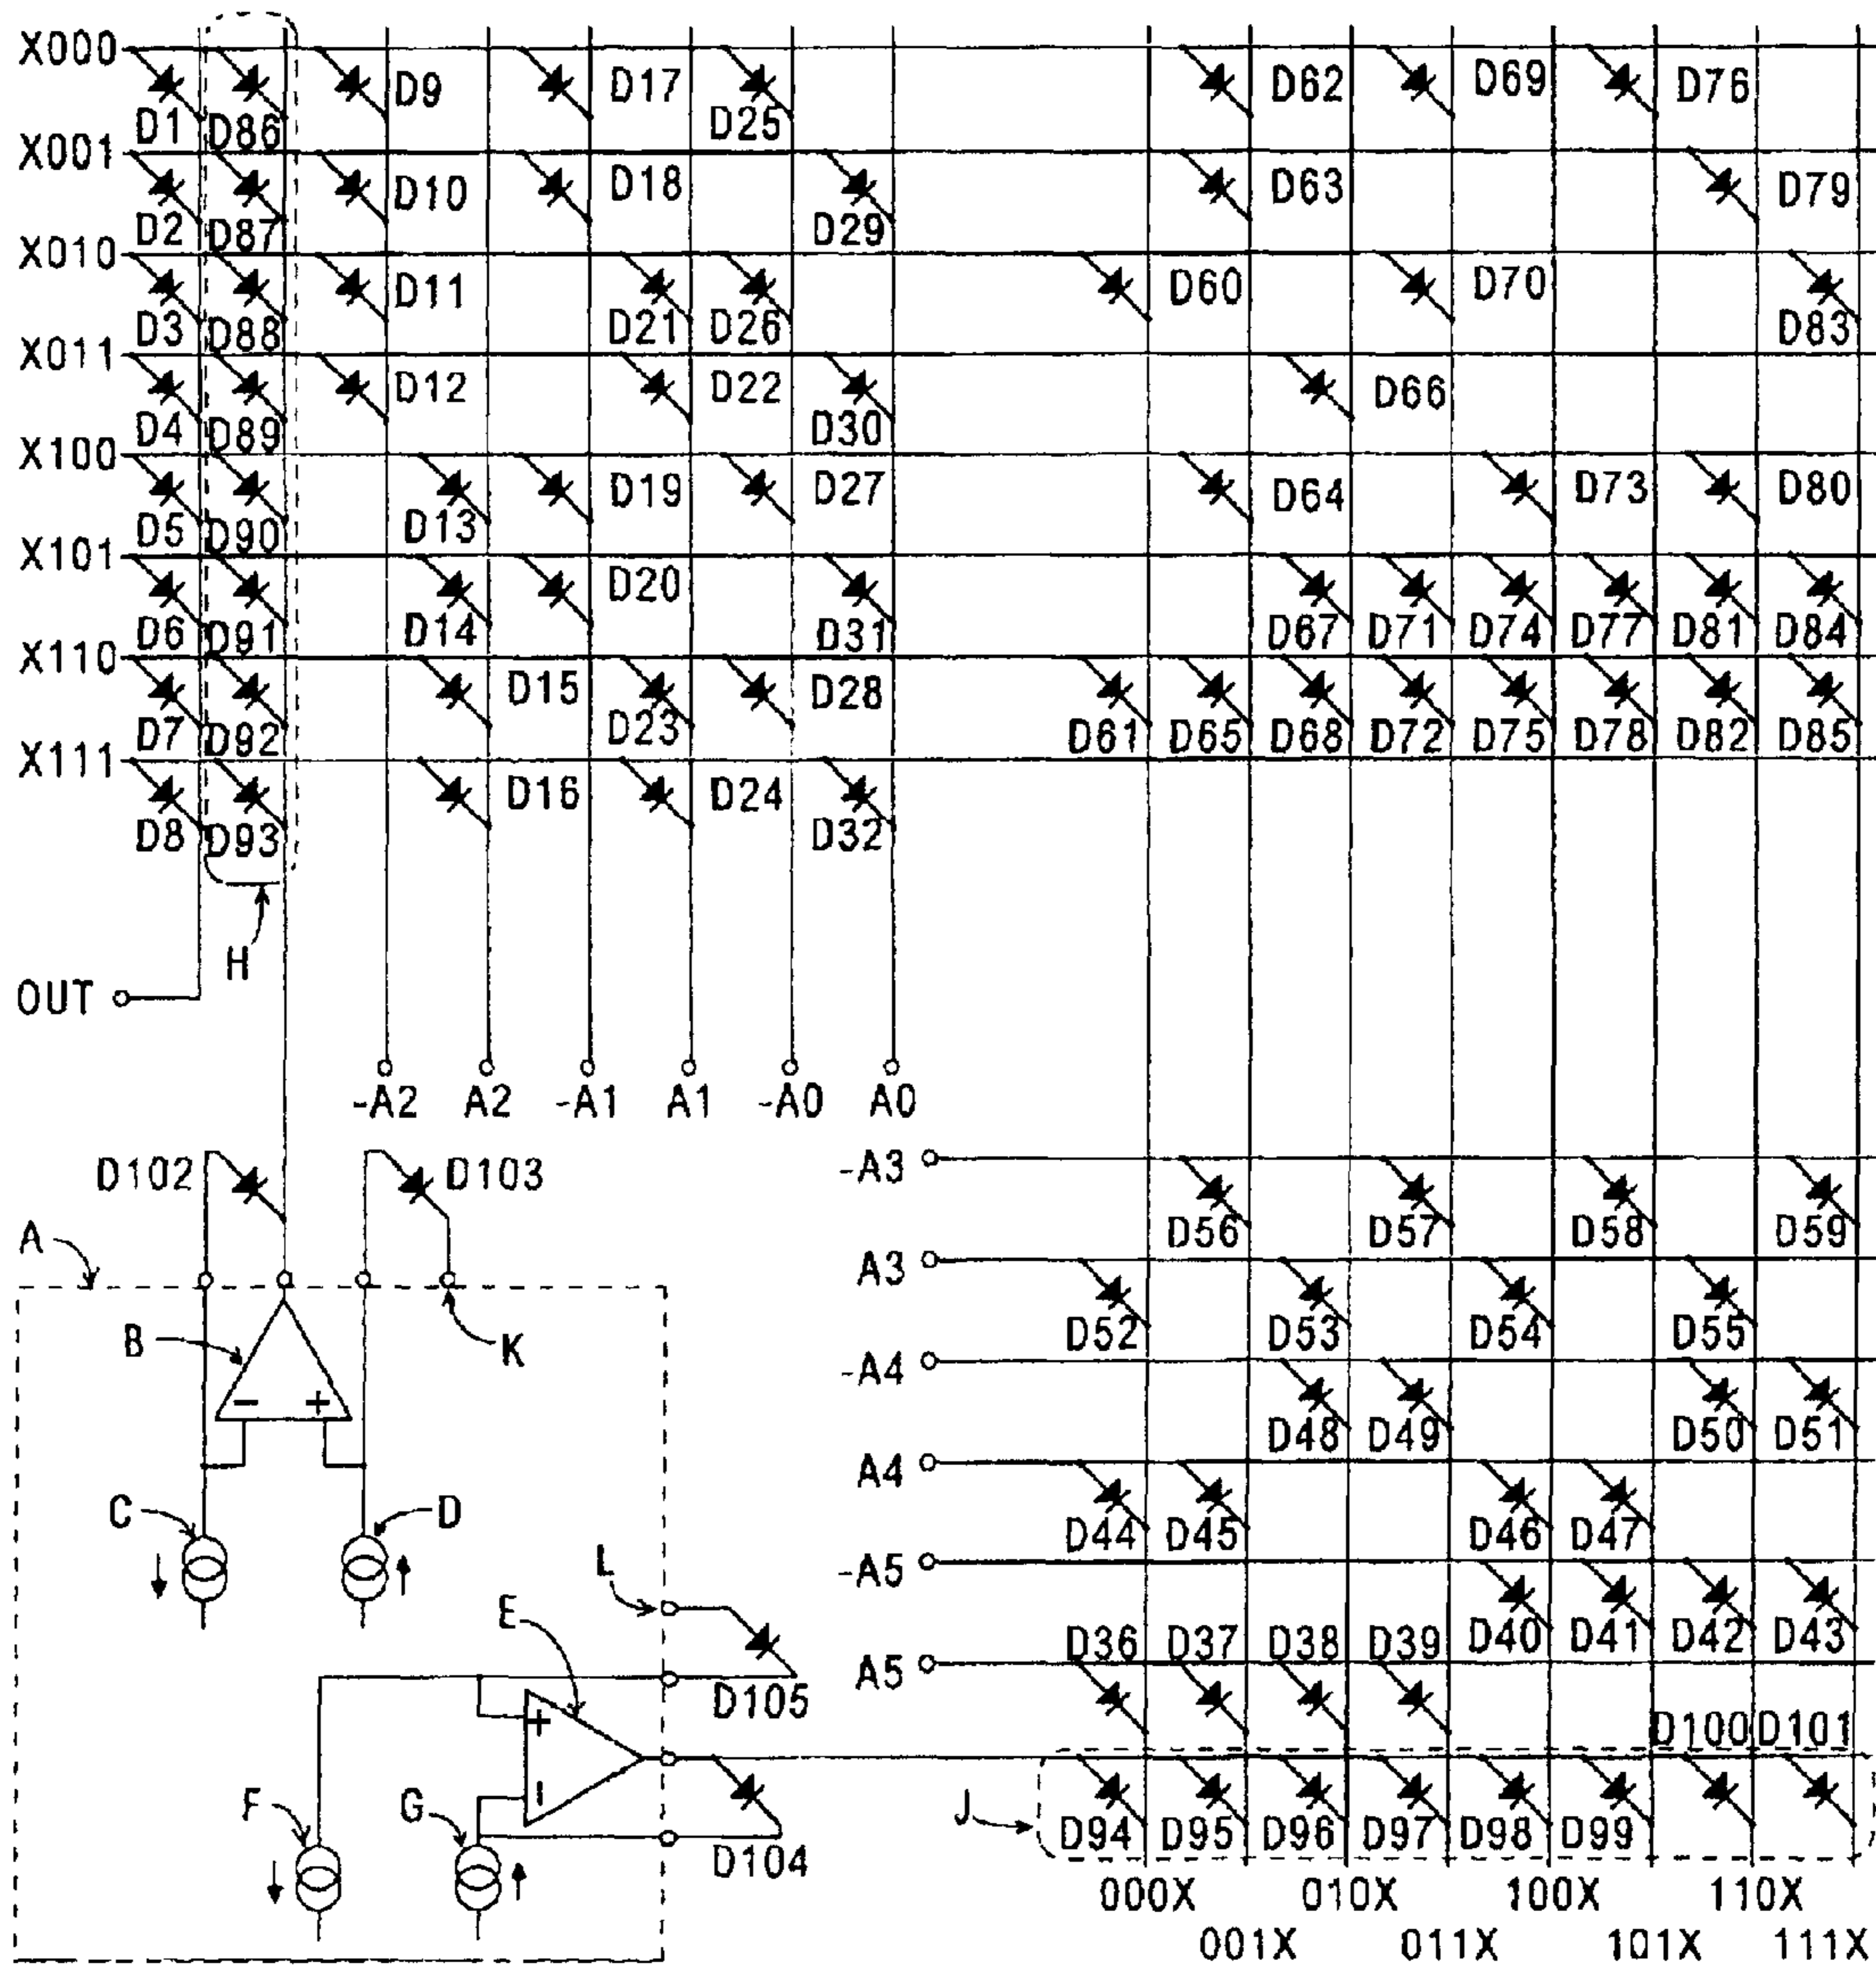 X000
D9 D17 D62 D69 D76
D1 D86 D25
X001
D10 D18 D63 D79
D2 D87 D29
X010
D11 D60 D70
D3 D88 D21 D26 D83
X011
D12 D22 D66
D4 D89 D30
X100
D19 D27 D64 D73 D80
D5 D90 D13
X101
D20
D6 D91 D14 D31 D67 D71 D74 D77 D81 D84
X110
D15 D28
D7 D92 D23 D61 D65 D68 D72 D75 D78 D82 D85
X111
D16 D24
D8 D93 D32
H
OUT
-A2 A2 -A1 A1 -A0 A0
D102 D103 -A3
D56 D57 D58 D59
A A3
B K D52 D53 D54 D55
-A4
- + D48 D49 D50 D51
A4
C D D44 D45 D46 D47
-A5
L
E D36 D37 D38 D39 D40 D41 D42 D43
A5
D105
+ D100 D101
-
F G J
D104 D94 D95 D96 D97 D98 D99
000X 010X 100X 110X
001X 011X 101X 111X